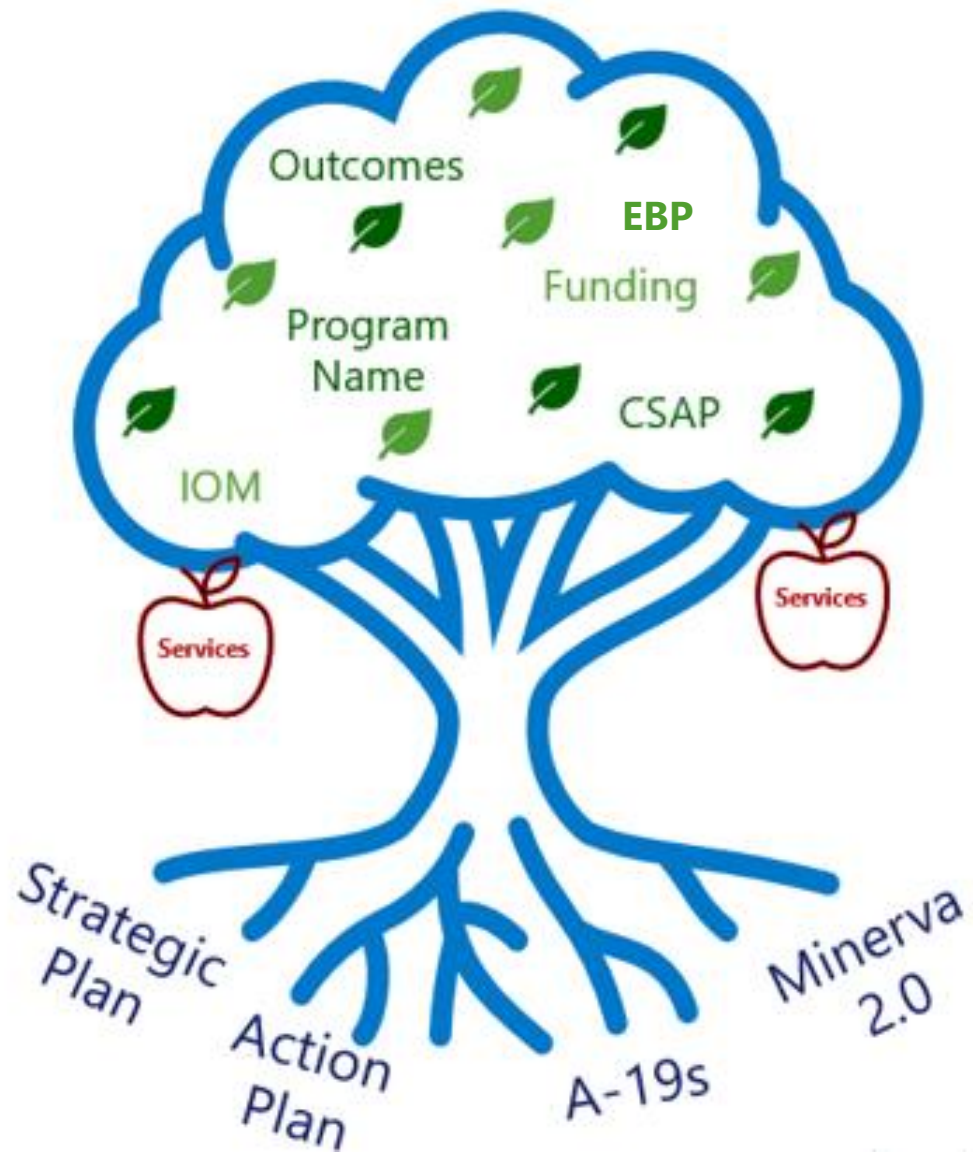 Outcomes
EBP
Funding
Program
Name
CSAP
IOM
Services
Services
Strategic
Plan
Action
Plan
A-19s
Minerva
2.0